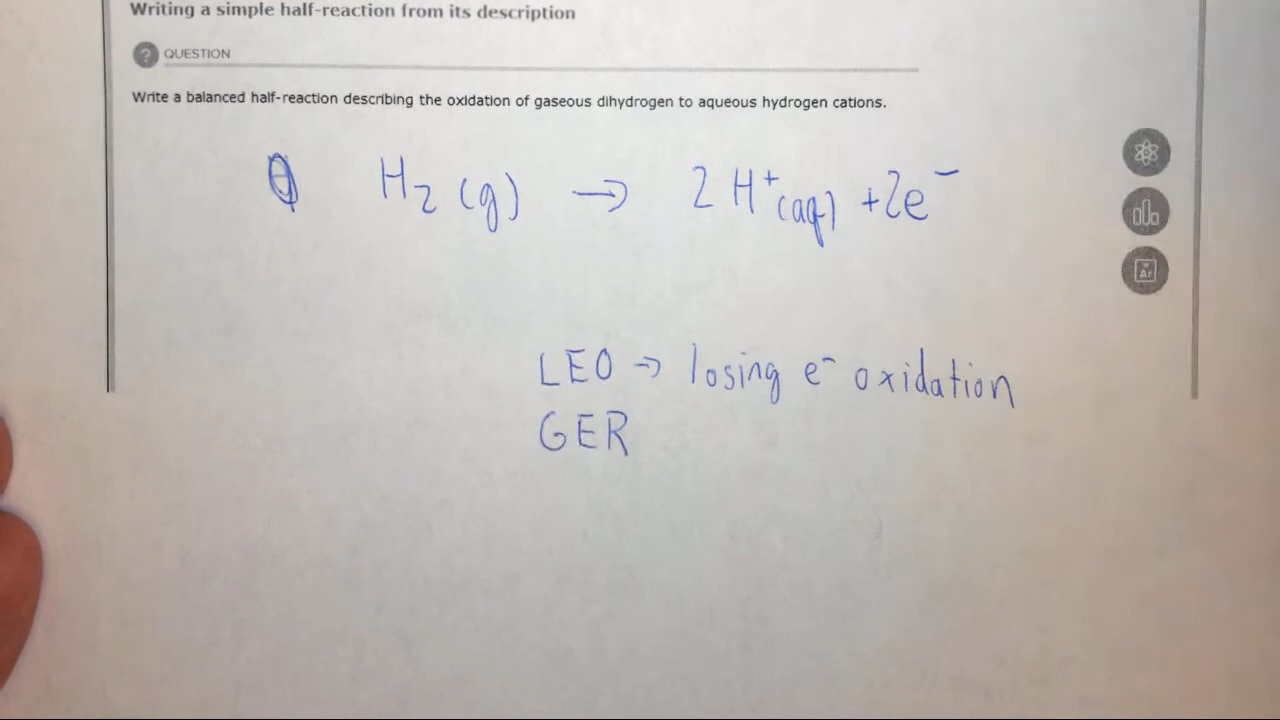 Writing a simple half-reaction from its description
? QUESTION
Write a balanced half-reaction describing the oxidation of gaseous dihydrogen to aqueous hydrogen cations.
H₂ (g) → 2 H⁺(aq) + 2e⁻
Ar
LEO → losing e⁻ oxidation
GER